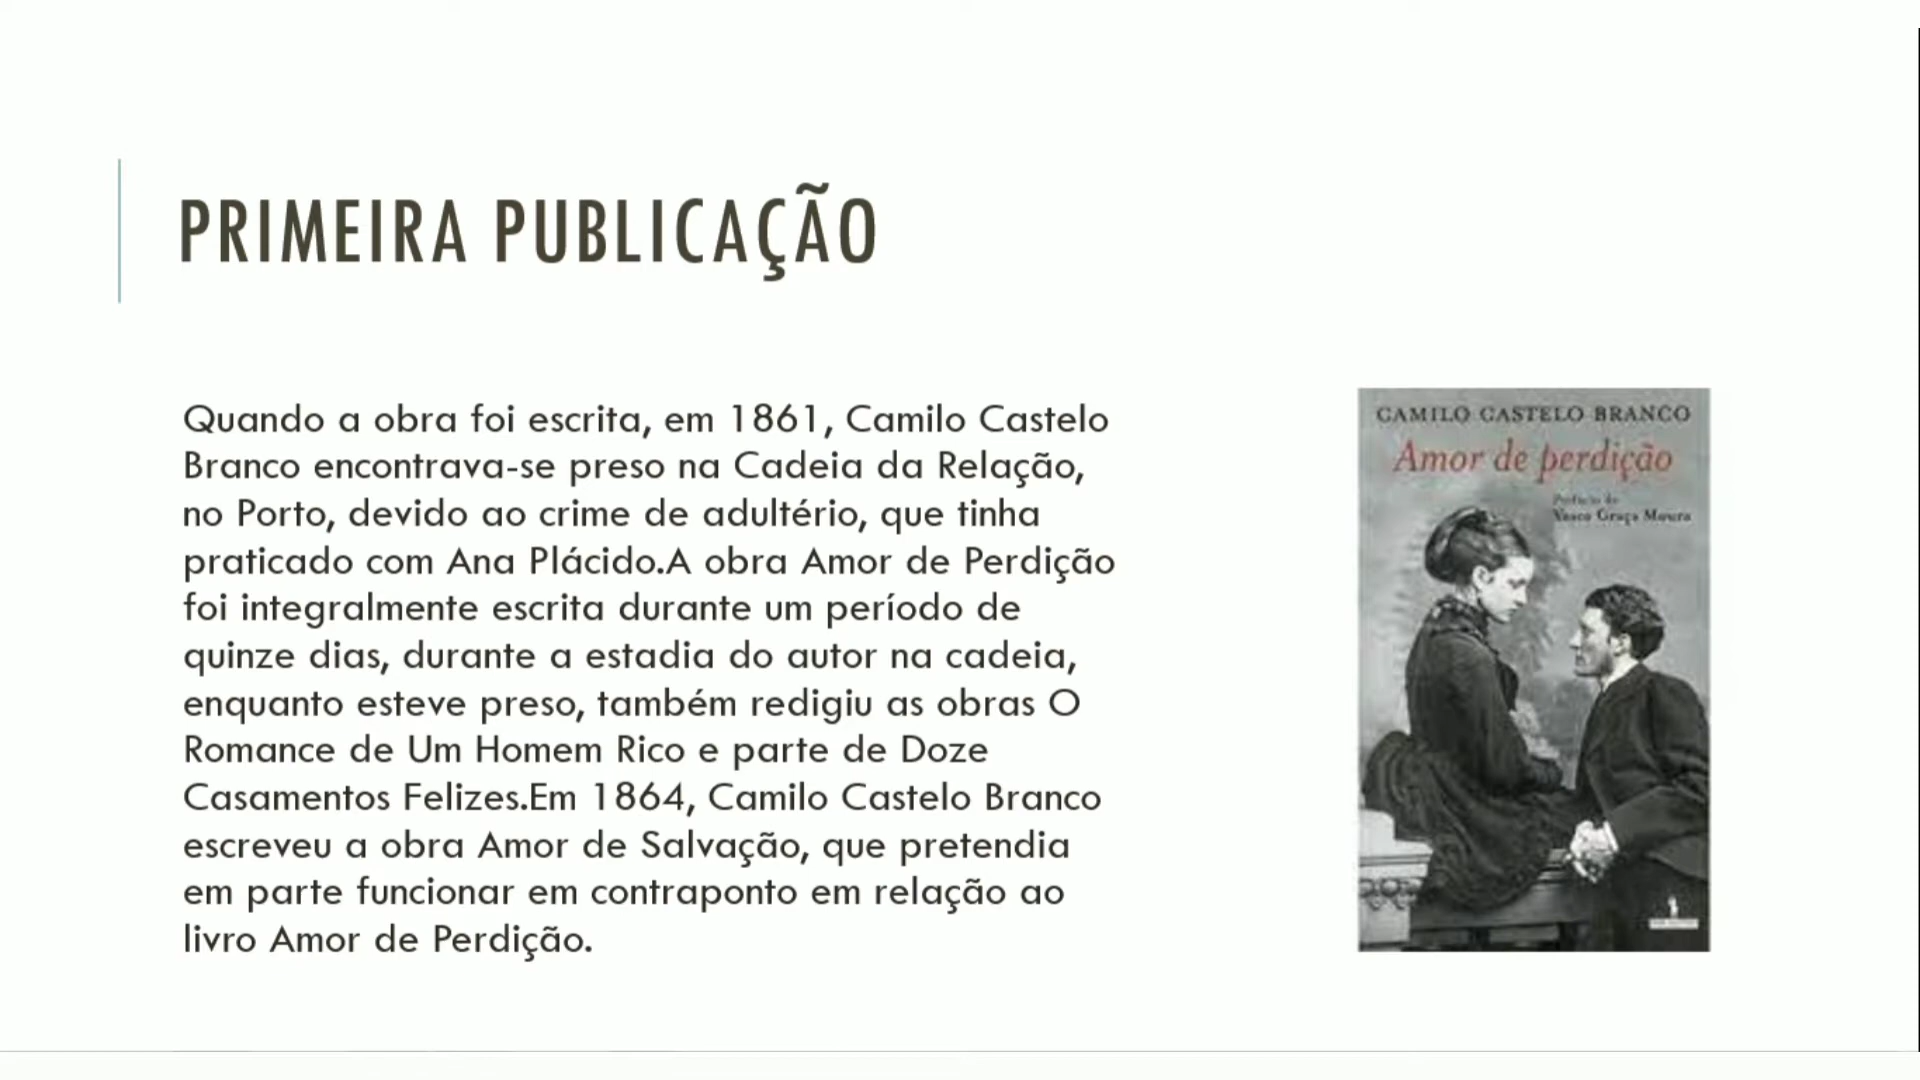 PRIMEIRA PUBLICAÇÃO
Quando a obra foi escrita, em 1861, Camilo Castelo
Branco encontrava-se preso na Cadeia da Relação,
no Porto, devido ao crime de adultério, que tinha
praticado com Ana Plácido.A obra Amor de Perdição
foi integralmente escrita durante um período de
quinze dias, durante a estadia do autor na cadeia,
enquanto esteve preso, também redigiu as obras O
Romance de Um Homem Rico e parte de Doze
Casamentos Felizes.Em 1864, Camilo Castelo Branco
escreveu a obra Amor de Salvação, que pretendia
em parte funcionar em contraponto em relação ao
livro Amor de Perdição.
CAMILO CASTELO BRANCO
Amor de perdição
Prefácio de
Vasco Graça Moura